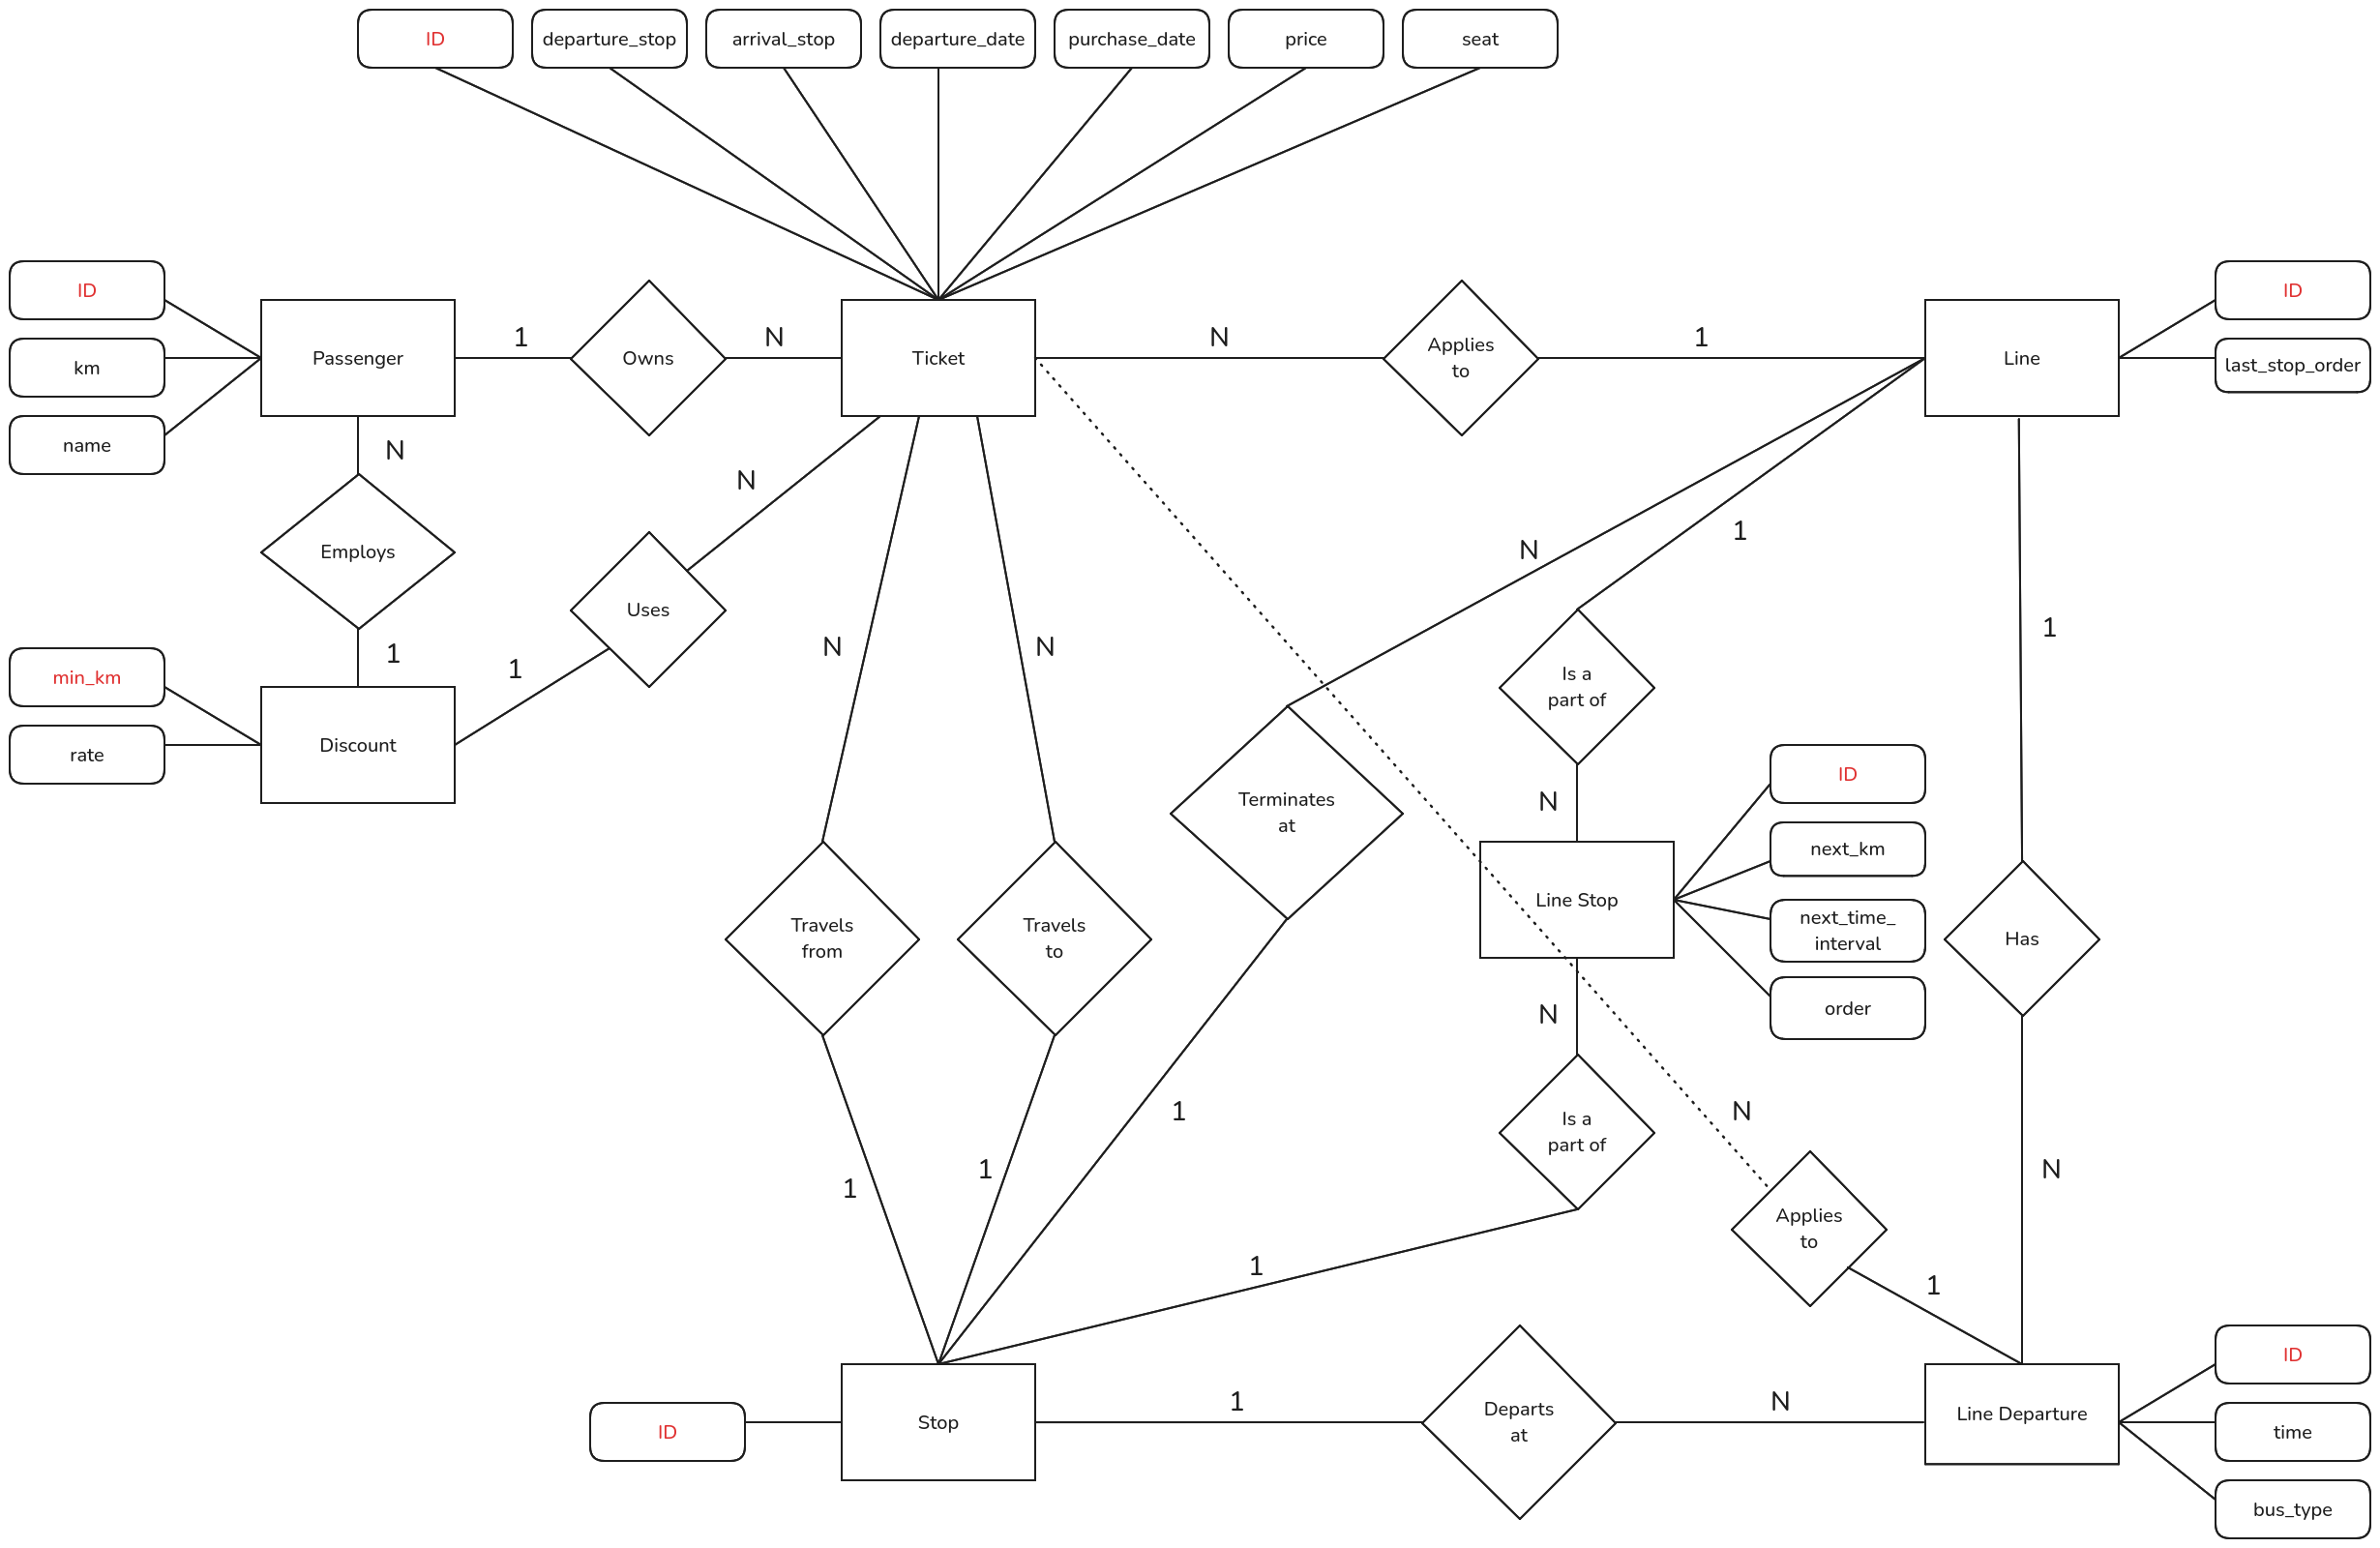 ID
departure_stop
arrival_stop
departure_date
purchase_date
price
seat
ID
km
name
Passenger
1
Owns
N
Ticket
N
Applies
to
1
Line
ID
last_stop_order
N
Employs
1
min_km
rate
Discount
1
Uses
N
N
Travels
from
1
N
Travels
to
1
N
Terminates
at
1
1
Is a
part of
N
Line Stop
ID
next_km
next_time_
interval
order
N
Is a
part of
1
1
Has
N
N
Applies
to
1
ID
Stop
1
Departs
at
N
Line Departure
ID
time
bus_type